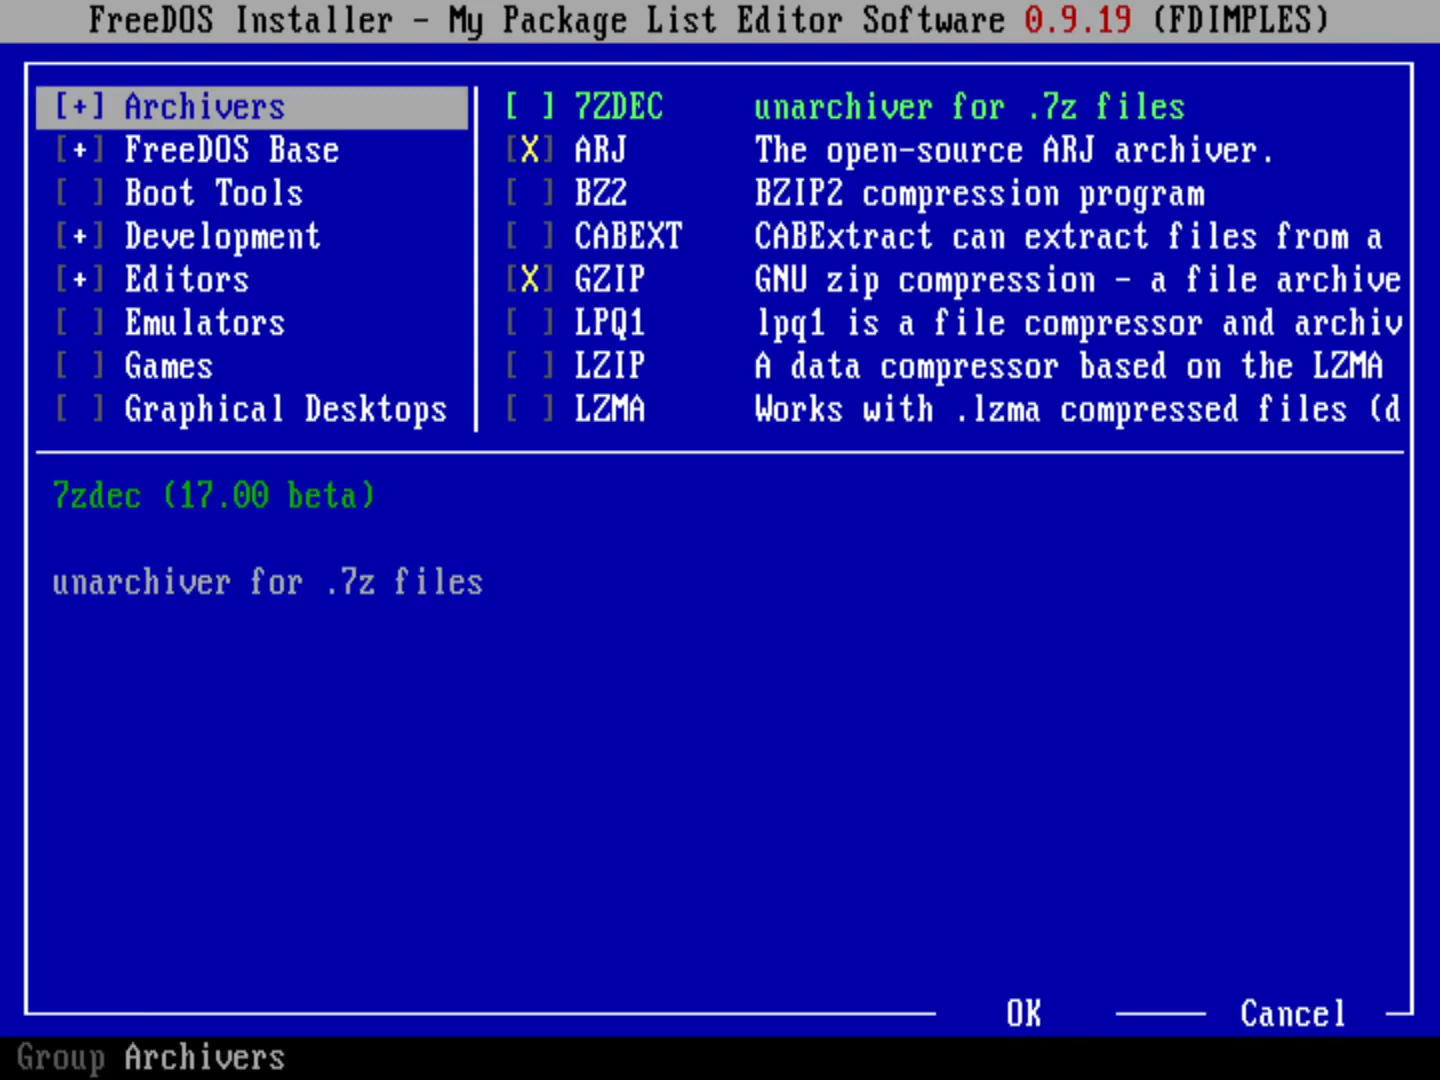 FreeDOS Installer - My Package List Editor Software 0.9.19 (FDIMPLES)
[+] Archivers
[+] FreeDOS Base
[ ] Boot Tools
[+] Development
[+] Editors
[ ] Emulators
[ ] Games
[ ] Graphical Desktops
[ ] 7ZDEC unarchiver for .7z files
[X] ARJ The open-source ARJ archiver.
[ ] BZ2 BZIP2 compression program
[ ] CABEXT CABExtract can extract files from a
[X] GZIP GNU zip compression - a file archive
[ ] LPQ1 lpq1 is a file compressor and archiv
[ ] LZIP A data compressor based on the LZMA
[ ] LZMA Works with .lzma compressed files (d
7zdec (17.00 beta)
unarchiver for .7z files
OK Cancel
Group Archivers